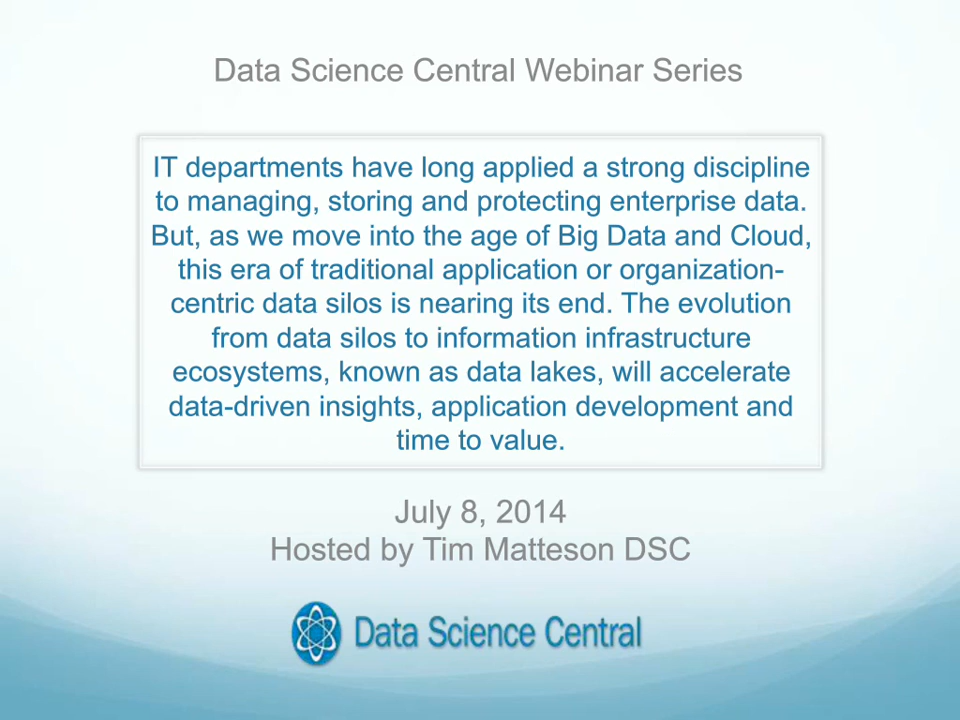 Data Science Central Webinar Series
IT departments have long applied a strong discipline
to managing, storing and protecting enterprise data.
But, as we move into the age of Big Data and Cloud,
this era of traditional application or organization-
centric data silos is nearing its end. The evolution
from data silos to information infrastructure
ecosystems, known as data lakes, will accelerate
data-driven insights, application development and
time to value.
July 8, 2014
Hosted by Tim Matteson DSC
Data Science Central